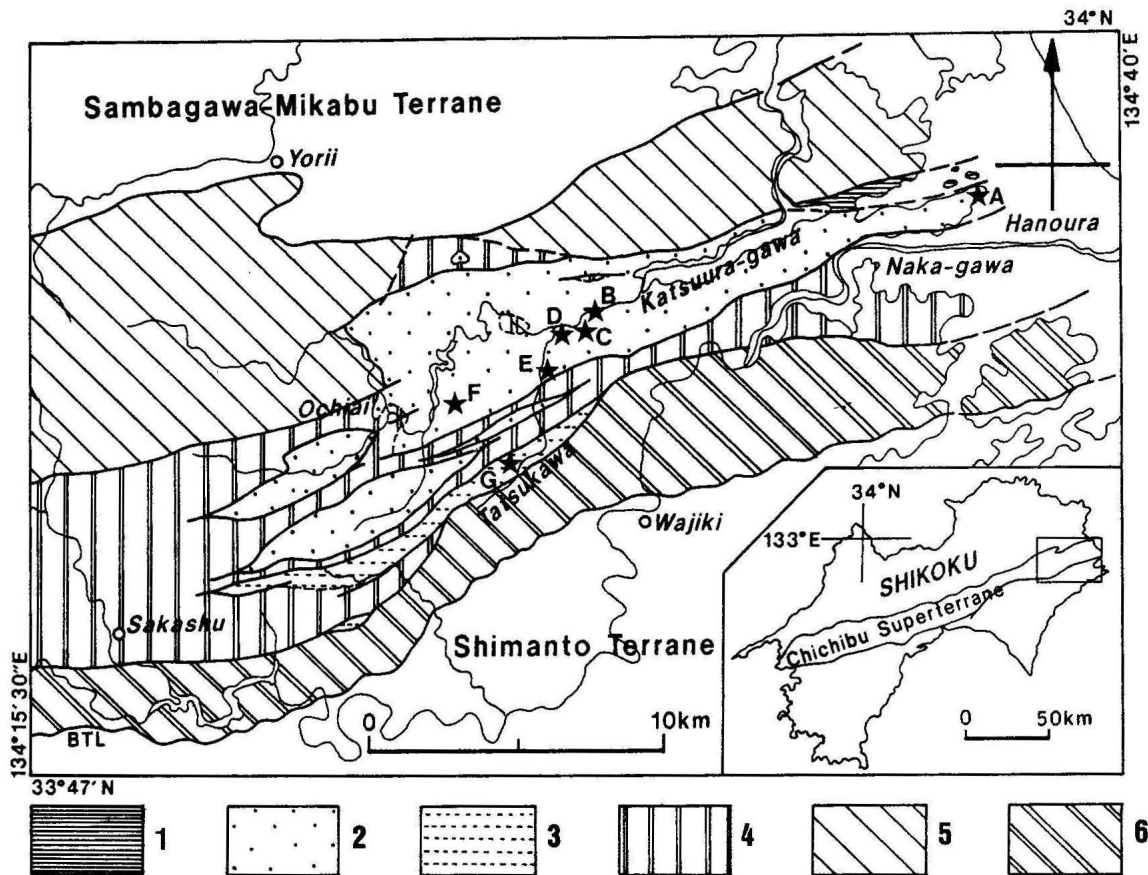 34°N
134°40′E
Sambagawa-Mikabu Terrane
Yorii
A
Hanoura
Katsuura-gawa
Naka-gawa
B
D
C
E
F
Ochiai
G
Tatsukawa
Wajiki
Sakashu
Shimanto Terrane
BTL
0 10km
134°15′30″E
33°47′N
34°N
133°E
SHIKOKU
Chichibu Superterrane
0 50km
1 2 3 4 5 6